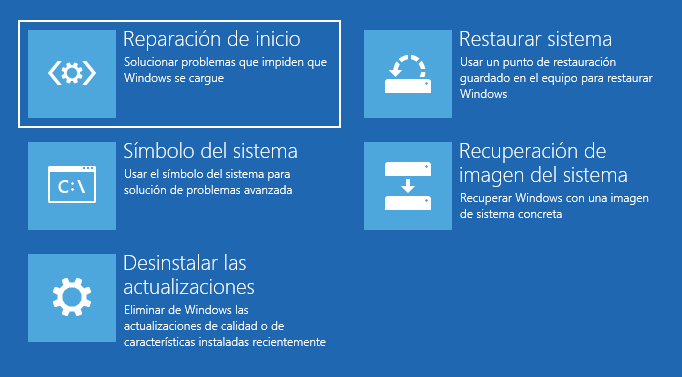 Reparación de inicio
Solucionar problemas que impiden que
Windows se cargue
Restaurar sistema
Usar un punto de restauración
guardado en el equipo para restaurar
Windows
Símbolo del sistema
Usar el símbolo del sistema para
solución de problemas avanzada
C:\
Recuperación de
imagen del sistema
Recuperar Windows con una imagen
de sistema concreta
Desinstalar las
actualizaciones
Eliminar de Windows las
actualizaciones de calidad o de
características instaladas recientemente